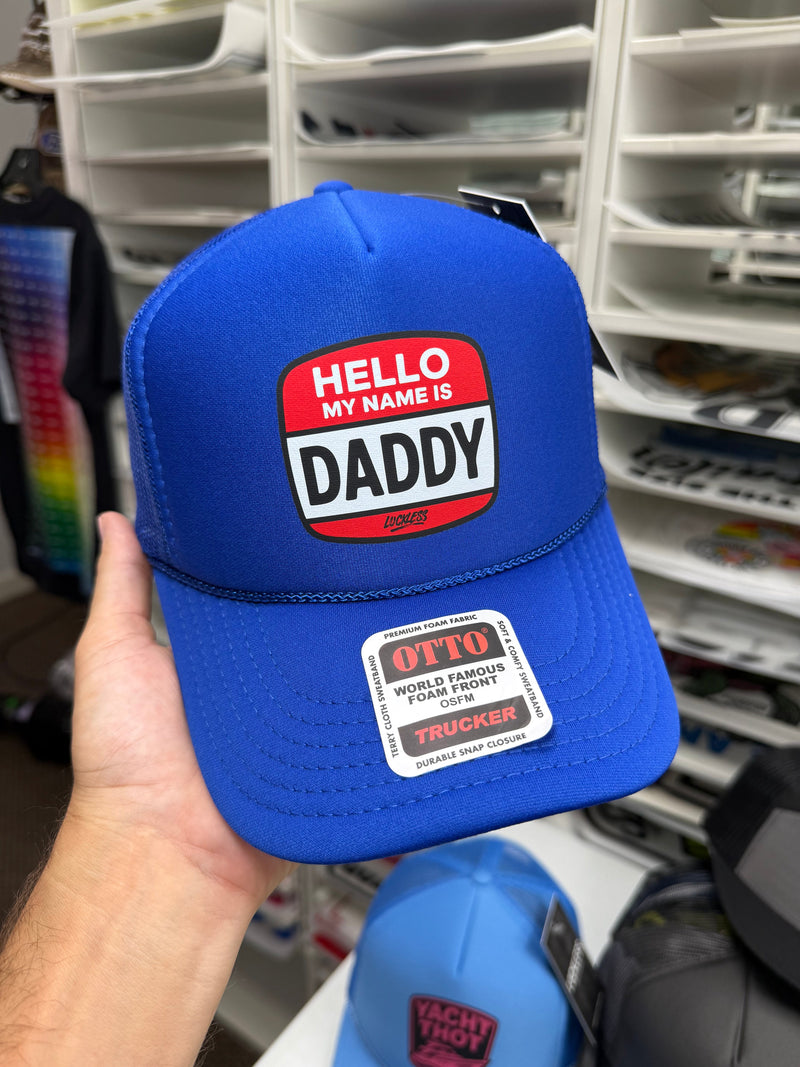 HELLO
MY NAME IS
DADDY
LUCKLESS
PREMIUM FOAM FABRIC
OTTO®
WORLD FAMOUS
FOAM FRONT
OSFM
TRUCKER
DURABLE SNAP CLOSURE
TERRY CLOTH SWEATBAND
SOFT & COMFY SWEATBAND
YACHT
THOT